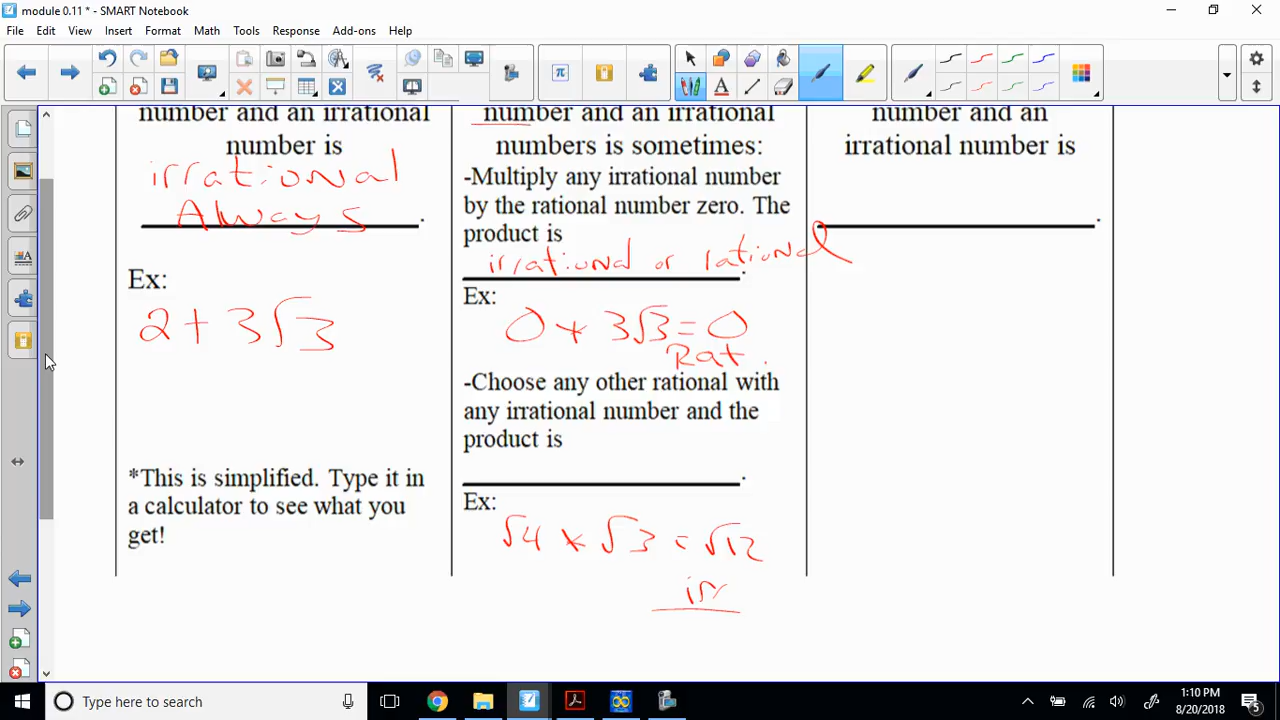 module 0.11 * - SMART Notebook
File Edit View Insert Format Math Tools Response Add-ons Help
number and an irrational
number is
irrational
Always
.
Ex:
2 + 3√3
*This is simplified. Type it in
a calculator to see what you
get!
number and an irrational
numbers is sometimes:
-Multiply any irrational number
by the rational number zero. The
product is
irrational or rational
.
Ex:
0 * 3√3 = 0
Rat.
-Choose any other rational with
any irrational number and the
product is
.
Ex:
√4 * √3 = √12
irr
number and an
irrational number is
.
Type here to search
1:10 PM
8/20/2018
5